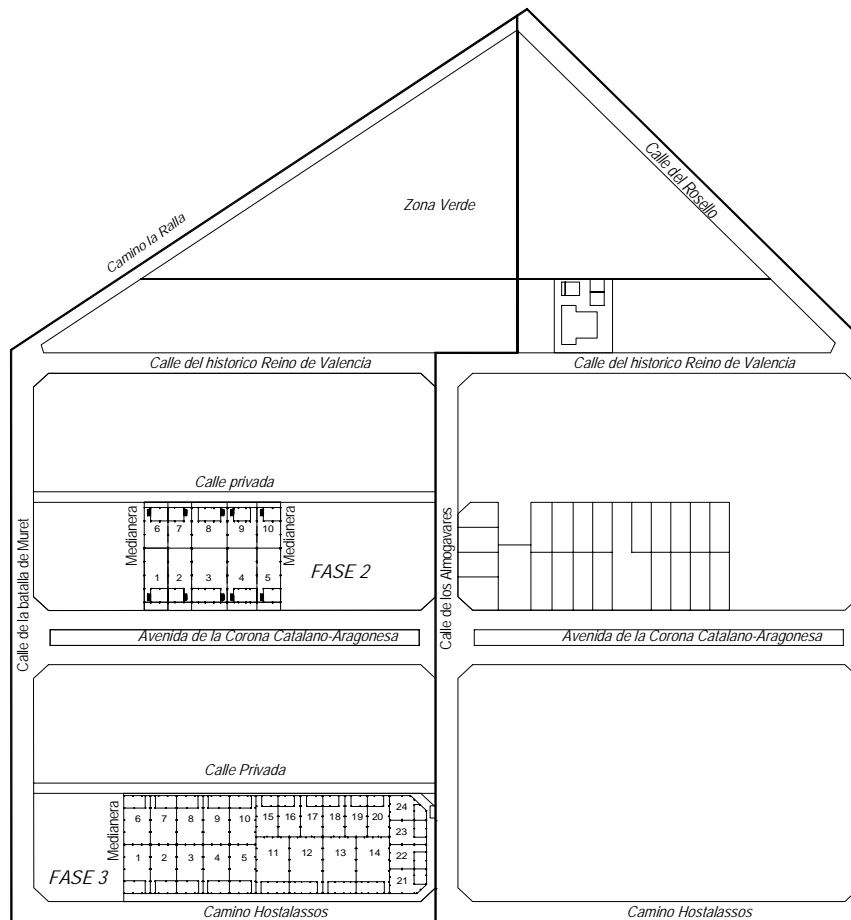 Calle del Rosello
Zona Verde
Camino la Ralla
Calle del historico Reino de Valencia
Calle del historico Reino de Valencia
Calle privada
Medianera
6 7 8 9 10
Medianera
1 2 3 4 5
FASE 2
Calle de la batalla de Muret
Calle de los Almogavares
Avenida de la Corona Catalano-Aragonesa
Avenida de la Corona Catalano-Aragonesa
Calle Privada
Medianera
6 7 8 9 10 15 16 17 18 19 20 24
23
1 2 3 4 5 11 12 13 14 22
21
FASE 3
Camino Hostalassos
Camino Hostalassos